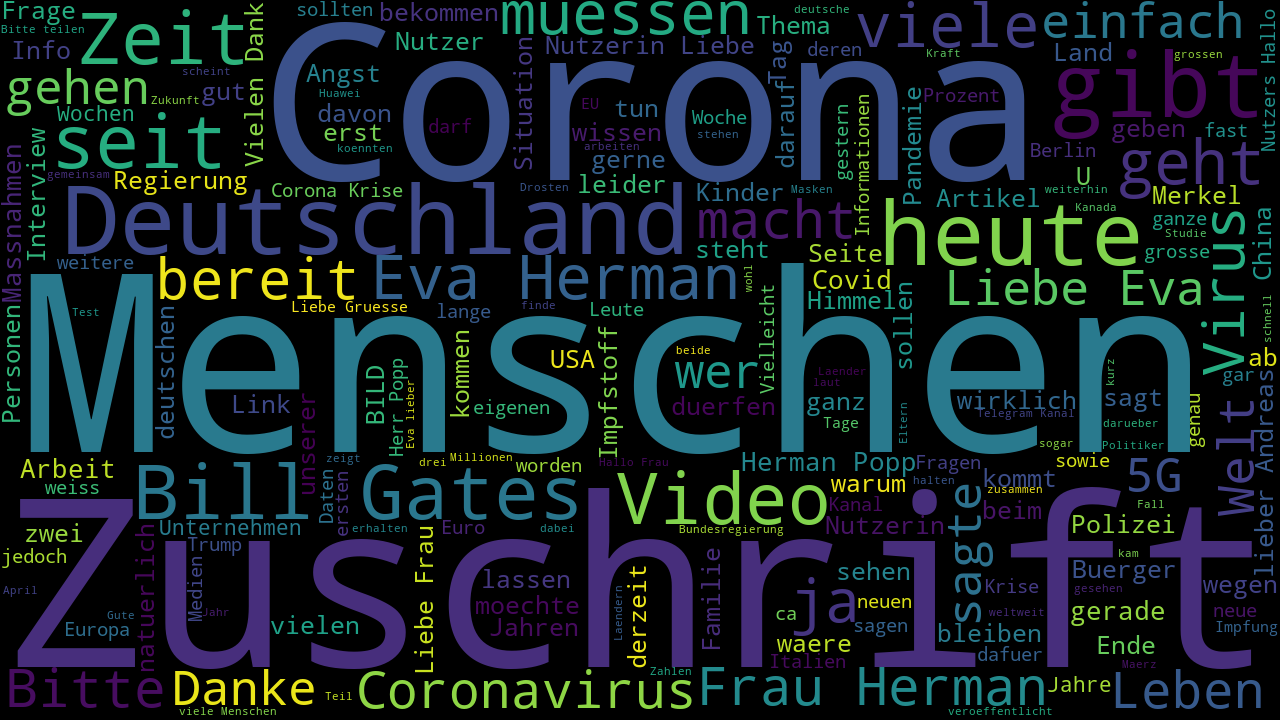 Frage
Bitte teilen
Zeit
Vielen Dank
sollten
bekommen
muessen
Thema
deutsche
viele
einfach
Nutzers Hallo
Info
Nutzer
Corona
Nutzerin Liebe
Tag
deren
Kraft
Land
grossen
scheint
Angst
Huawei
Situation
gibt
gehen
Zukunft
gut
davon
EU
tun
Woche
darauf
gestern
Informationen
Pandemie
Prozent
Wochen
seit
erst
darf
wissen
stehen
geben
fast
Interview
koennten
arbeiten
gerne
Berlin
geht
Massnahmen
gemeinsam
Regierung
Corona Krise
Drosten
leider
Kinder
Masken
Artikel
weiterhin
U
Merkel
China
Deutschland
macht
heute
Kanada
ganze
Studie
Virus
steht
Seite
grosse
weitere
bereit
Eva Herman
wohl
Covid
Liebe Eva
Personen
Test
Liebe Gruesse
lange
finde
Leute
Vielleicht
Himmelen
sollen
schnell
Menschen
deutschen
BILD
Herr Popp
Eva lieber
kommen
USA
Impfstoff
beide
wer
Laender
laut
kurz
ab
gar
Link
unserer
eigenen
duerfen
ganz
Tage
Eltern
wirklich
Telegram Kanal
sagt
darueber
genau
Welt
lieber Andreas
sogar
Politiker
Arbeit
weiss
zeigt
drei
Millionen
worden
Hallo Frau
Herman Popp
Fragen
sowie
Bill Gates
Daten
ersten
Video
warum
halten
kommt
zusammen
5G
zwei
Unternehmen
erhalten
Euro
dabei
Bundesregierung
Kanal
Nutzerin
sagte
beim
Fall
Polizei
jedoch
natuerlich
Trump
Medien
Liebe Frau
Zuschrift
kam
April
Jahr
lassen
derzeit
Familie
sehen
Krise
Buerger
gesehen
wegen
Gute
Europa
vielen
moechte
Jahren
Laendern
ca
ja
neuen
sagen
weltweit
gerade
neue
Impfung
waere
bleiben
dafuer
Ende
Italien
Maerz
Bitte
Danke
Teil
Coronavirus
Zahlen
Frau Herman
Jahre
Leben
viele Menschen
veroeffentlicht